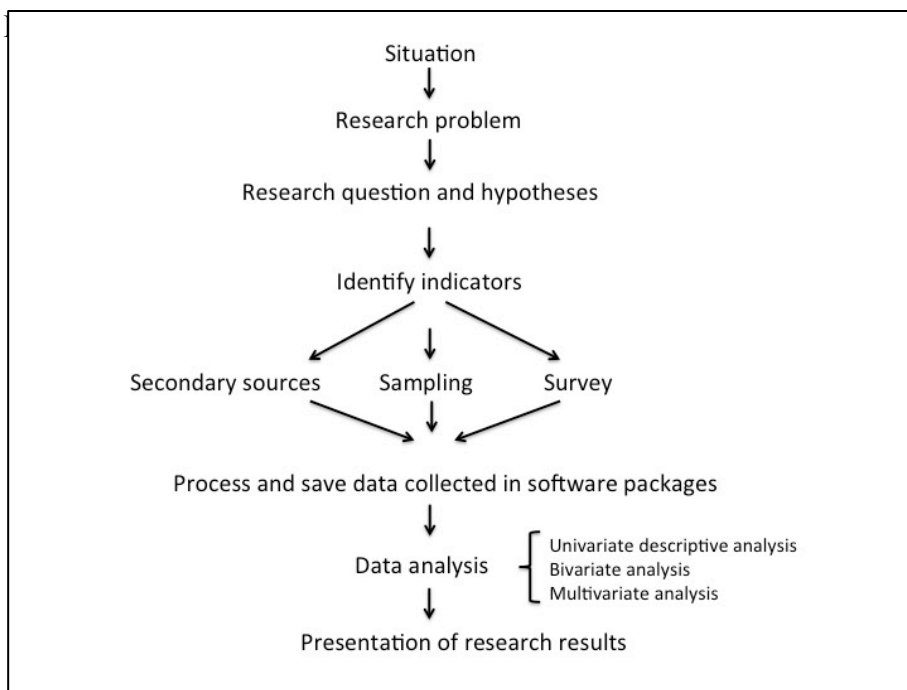 Situation
Research problem
Research question and hypotheses
Identify indicators
Secondary sources Sampling Survey
Process and save data collected in software packages
Data analysis
Univariate descriptive analysis
Bivariate analysis
Multivariate analysis
Presentation of research results